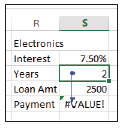 R S
Electronics
Interest 7.50%
Years 2
Loan Amt 2500
Payment #VALUE!